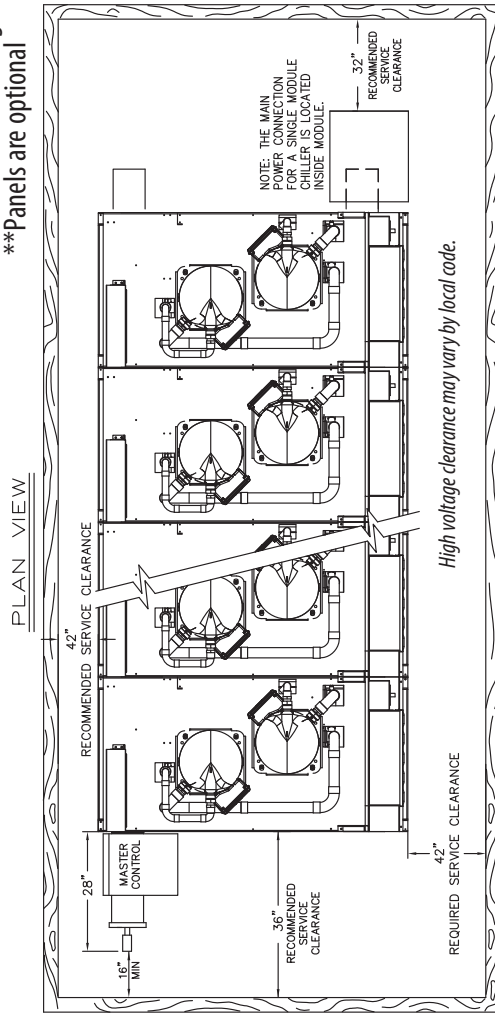 **Panels are optional
PLAN VIEW
42"
RECOMMENDED SERVICE CLEARANCE
28"
MASTER
CONTROL
16"
MIN
36"
RECOMMENDED
SERVICE
CLEARANCE
42"
REQUIRED SERVICE CLEARANCE
NOTE: THE MAIN
POWER CONNECTION
FOR A SINGLE MODULE
CHILLER IS LOCATED
INSIDE MODULE.
32"
RECOMMENDED
SERVICE
CLEARANCE
High voltage clearance may vary by local code.